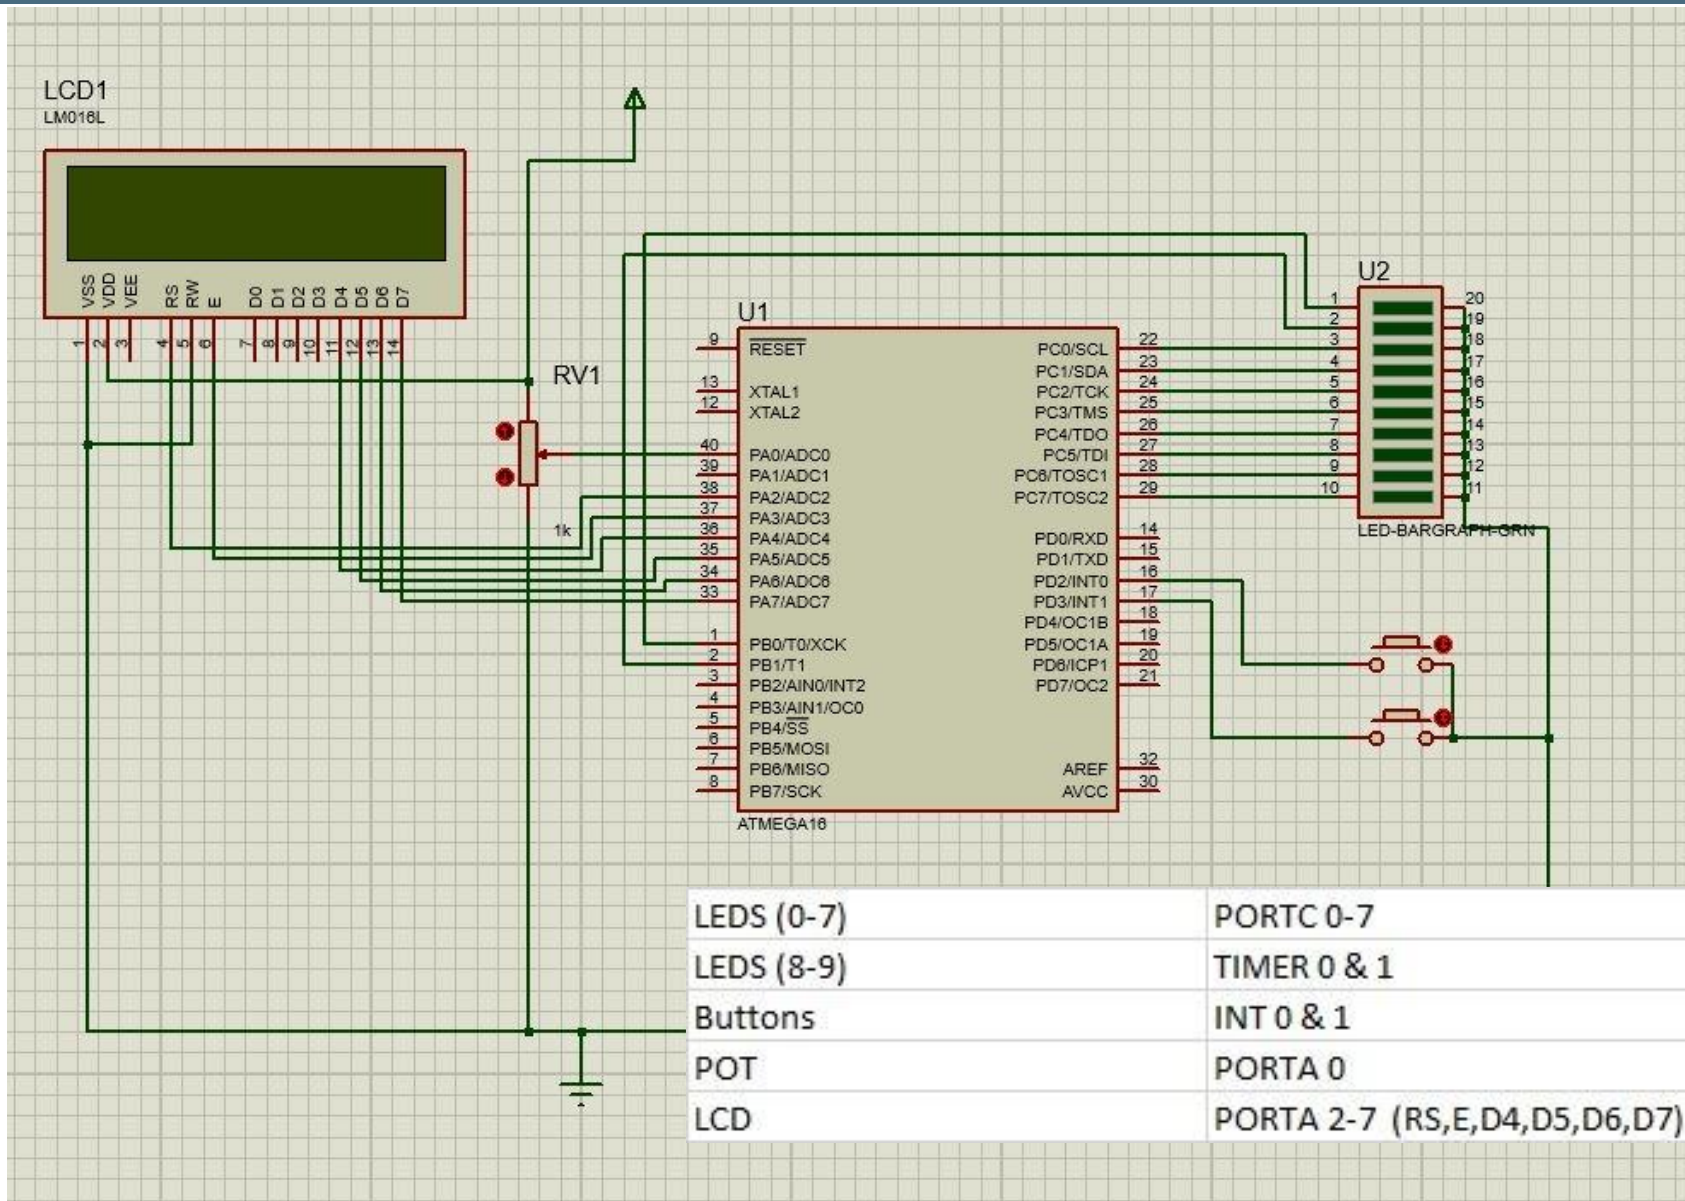 LCD1
LM016L
VSS
VDD
VEE
RS
RW
E
D0
D1
D2
D3
D4
D5
D6
D7
1
2
3
4
5
6
7
8
9
10
11
12
13
14
RV1
1k
U1
9 RESET
13 XTAL1
12 XTAL2
40 PA0/ADC0
39 PA1/ADC1
38 PA2/ADC2
37 PA3/ADC3
36 PA4/ADC4
35 PA5/ADC5
34 PA6/ADC6
33 PA7/ADC7
1 PB0/T0/XCK
2 PB1/T1
3 PB2/AIN0/INT2
4 PB3/AIN1/OC0
5 PB4/SS
6 PB5/MOSI
7 PB6/MISO
8 PB7/SCK
PC0/SCL 22
PC1/SDA 23
PC2/TCK 24
PC3/TMS 25
PC4/TDO 26
PC5/TDI 27
PC6/TOSC1 28
PC7/TOSC2 29
PD0/RXD 14
PD1/TXD 15
PD2/INT0 16
PD3/INT1 17
PD4/OC1B 18
PD5/OC1A 19
PD6/ICP1 20
PD7/OC2 21
AREF 32
AVCC 30
ATMEGA16
U2
1 20
2 19
3 18
4 17
5 16
6 15
7 14
8 13
9 12
10 11
LED-BARGRAPH-GRN
LEDS (0-7) PORTC 0-7
LEDS (8-9) TIMER 0 & 1
Buttons INT 0 & 1
POT PORTA 0
LCD PORTA 2-7 (RS,E,D4,D5,D6,D7)